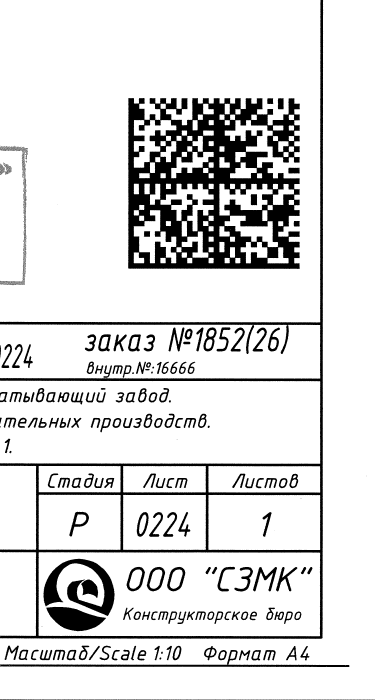 »
0224 заказ №1852(26)
внутр.№:16666
атывающий завод.
ательных производств.
1.
Стадия Лист Листов
Р 0224 1
ООО "СЗМК"
Конструкторское бюро
Масштаб/Scale 1:10 Формат А4